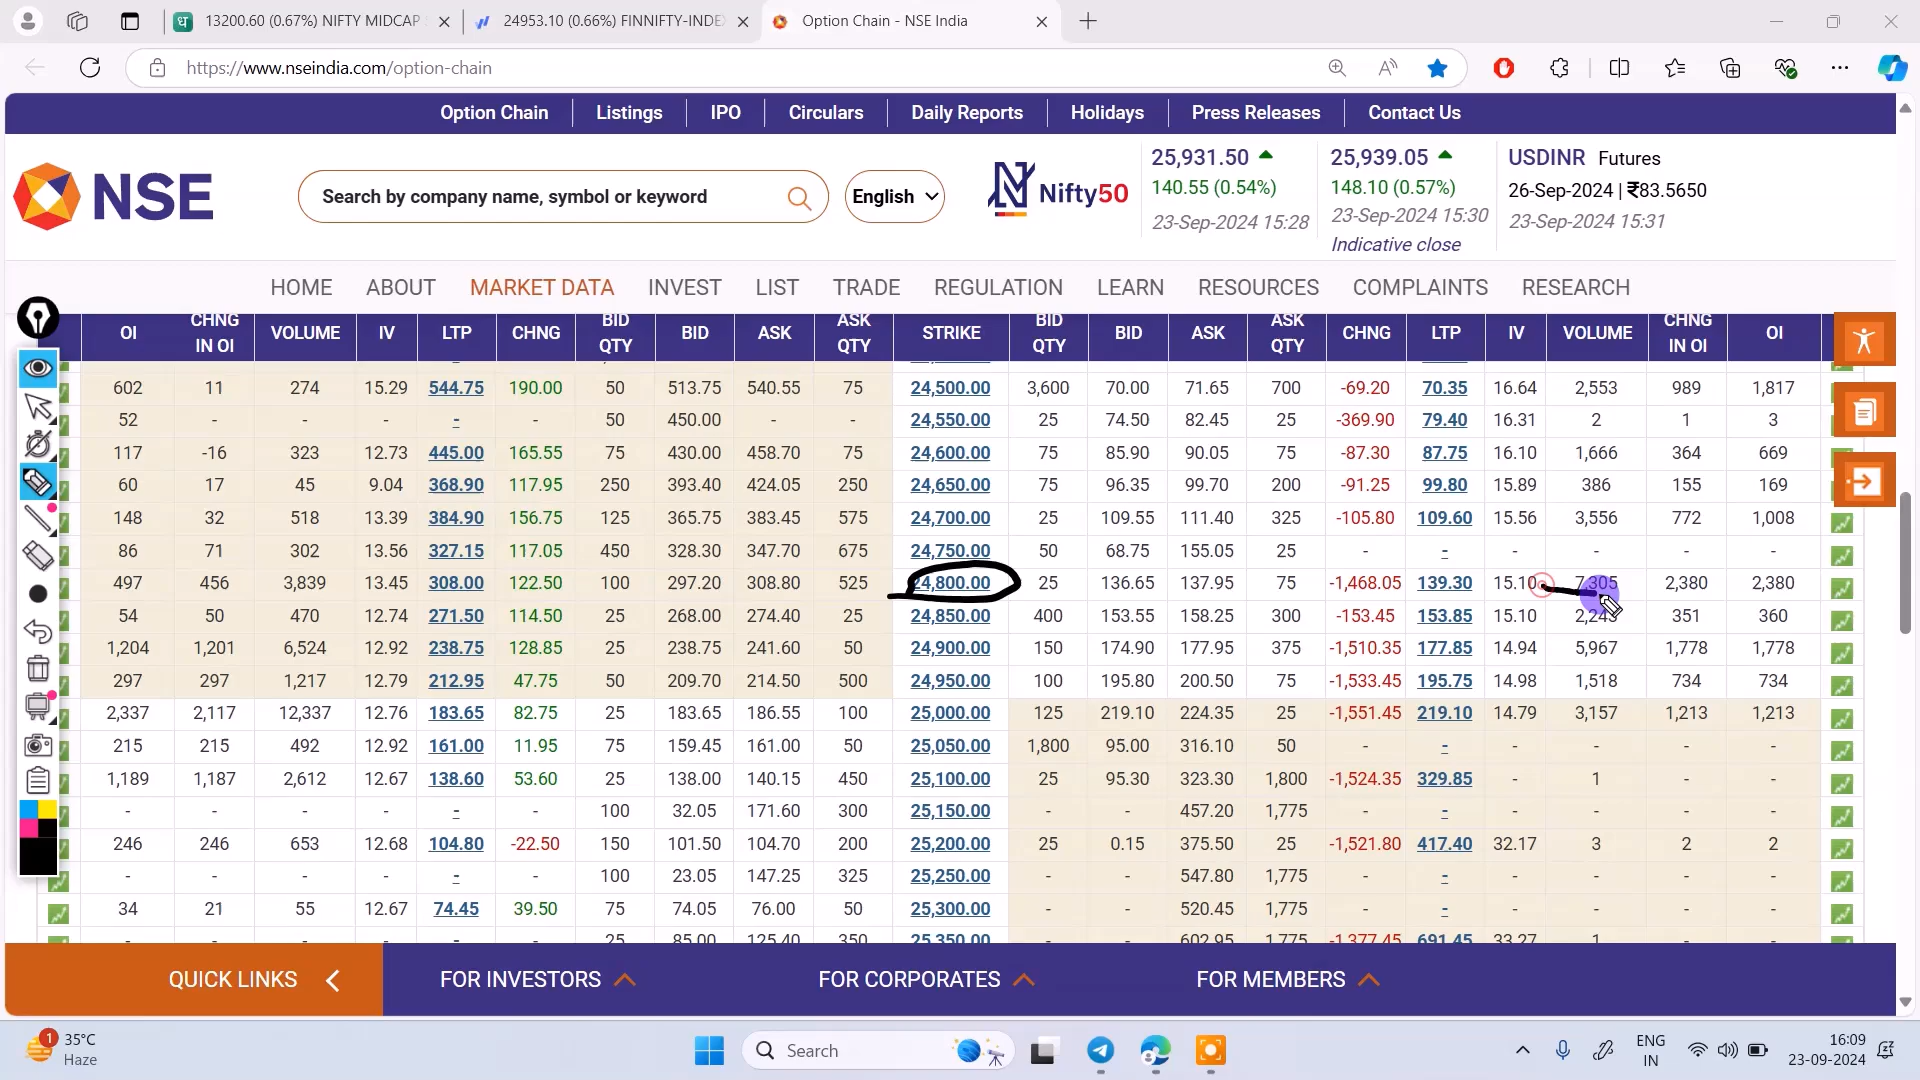 13200.60 (0.67%) NIFTY MIDCAP
24953.10 (0.66%) FINNIFTY-INDE
Option Chain - NSE India
https://www.nseindia.com/option-chain
Option Chain Listings IPO Circulars Daily Reports Holidays Press Releases Contact Us
NSE
Search by company name, symbol or keyword
English
Nifty50
25,931.50
140.55 (0.54%)
23-Sep-2024 15:28
25,939.05
148.10 (0.57%)
23-Sep-2024 15:30
Indicative close
USDINR Futures
26-Sep-2024 | ₹83.5650
23-Sep-2024 15:31
HOME ABOUT MARKET DATA INVEST LIST TRADE REGULATION LEARN RESOURCES COMPLAINTS RESEARCH
OI CHNG IN OI VOLUME IV LTP CHNG BID QTY BID ASK ASK QTY STRIKE BID QTY BID ASK ASK QTY CHNG LTP IV VOLUME CHNG IN OI OI
602 11 274 15.29 544.75 190.00 50 513.75 540.55 75 24,500.00 3,600 70.00 71.65 700 -69.20 70.35 16.64 2,553 989 1,817
52 - - - - - 50 450.00 - - 24,550.00 25 74.50 82.45 25 -369.90 79.40 16.31 2 1 3
117 -16 323 12.73 445.00 165.55 75 430.00 458.70 75 24,600.00 75 85.90 90.05 75 -87.30 87.75 16.10 1,666 364 669
60 17 45 9.04 368.90 117.95 250 393.40 424.05 250 24,650.00 75 96.35 99.70 200 -91.25 99.80 15.89 386 155 169
148 32 518 13.39 384.90 156.75 125 365.75 383.45 575 24,700.00 25 109.55 111.40 325 -105.80 109.60 15.56 3,556 772 1,008
86 71 302 13.56 327.15 117.05 450 328.30 347.70 675 24,750.00 50 68.75 155.05 25 - - - - - -
497 456 3,839 13.45 308.00 122.50 100 297.20 308.80 525 24,800.00 25 136.65 137.95 75 -1,468.05 139.30 15.10 7,305 2,380 2,380
54 50 470 12.74 271.50 114.50 25 268.00 274.40 25 24,850.00 400 153.55 158.25 300 -153.45 153.85 15.10 2,243 351 360
1,204 1,201 6,524 12.92 238.75 128.85 25 238.75 241.60 50 24,900.00 150 174.90 177.95 375 -1,510.35 177.85 14.94 5,967 1,778 1,778
297 297 1,217 12.79 212.95 47.75 50 209.70 214.50 500 24,950.00 100 195.80 200.50 75 -1,533.45 195.75 14.98 1,518 734 734
2,337 2,117 12,337 12.76 183.65 82.75 25 183.65 186.55 100 25,000.00 125 219.10 224.35 25 -1,551.45 219.10 14.79 3,157 1,213 1,213
215 215 492 12.92 161.00 11.95 75 159.45 161.00 50 25,050.00 1,800 95.00 316.10 50 - - - - - -
1,189 1,187 2,612 12.67 138.60 53.60 25 138.00 140.15 450 25,100.00 25 95.30 323.30 1,800 -1,524.35 329.85 - 1 - -
- - - - - - 100 32.05 171.60 300 25,150.00 - - 457.20 1,775 - - - - - -
246 246 653 12.68 104.80 -22.50 150 101.50 104.70 200 25,200.00 25 0.15 375.50 25 -1,521.80 417.40 32.17 3 2 2
- - - - - - 100 23.05 147.25 325 25,250.00 - - 547.80 1,775 - - - - - -
34 21 55 12.67 74.45 39.50 75 74.05 76.00 50 25,300.00 - - 520.45 1,775 - - - - - -
- - - - - - 25 85.00 125.40 350 25,350.00 - - 602.95 1,775 -1,377.45 691.45 33.27 1 - -
QUICK LINKS FOR INVESTORS FOR CORPORATES FOR MEMBERS
1
35°C
Haze
Search
ENG
IN
16:09
23-09-2024